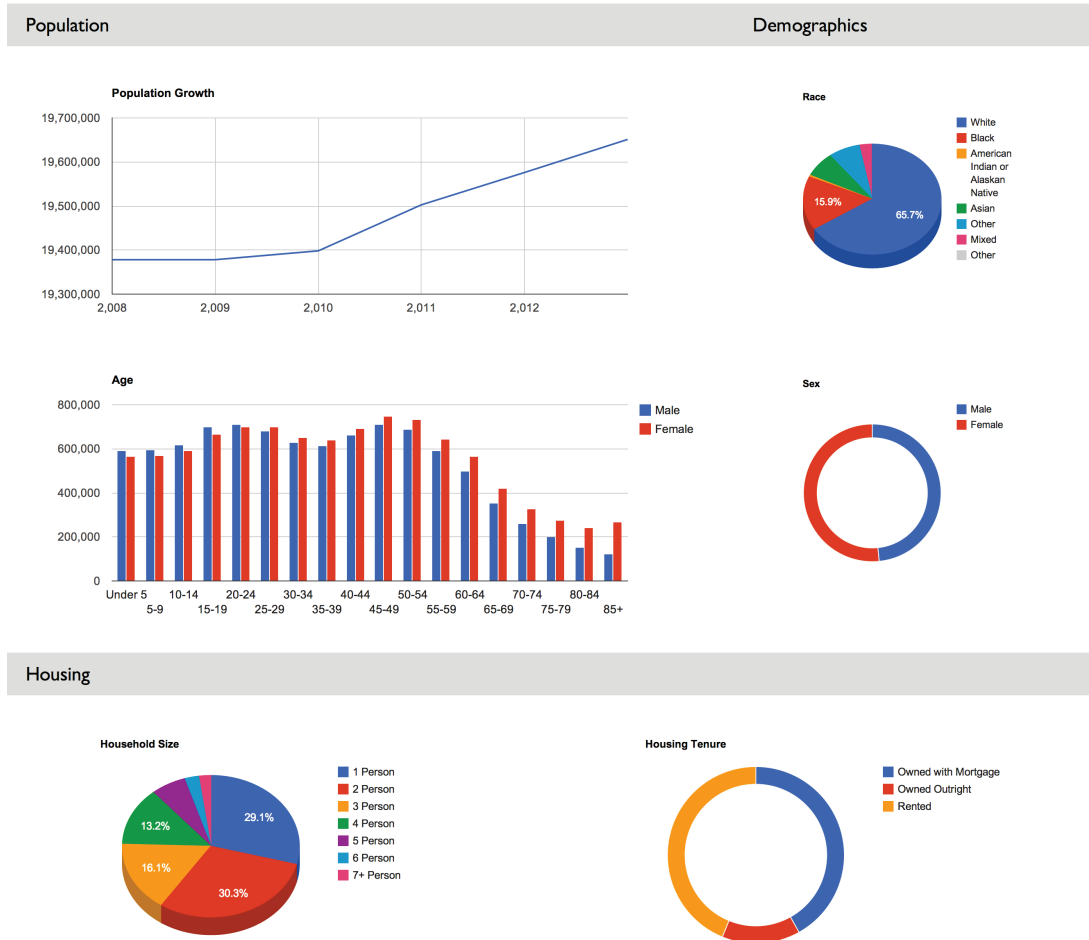 Population
Demographics
Population Growth
19,700,000
19,600,000
19,500,000
19,400,000
19,300,000
2,008 2,009 2,010 2,011 2,012
Race
White
Black
American
Indian or
Alaskan
Native
Asian
Other
Mixed
Other
15.9%
65.7%
Age
800,000
600,000
400,000
200,000
0
Under 5 10-14 20-24 30-34 40-44 50-54 60-64 70-74 80-84
5-9 15-19 25-29 35-39 45-49 55-59 65-69 75-79 85+
Male
Female
Sex
Male
Female
Housing
Household Size
29.1%
13.2%
16.1%
30.3%
1 Person
2 Person
3 Person
4 Person
5 Person
6 Person
7+ Person
Housing Tenure
Owned with Mortgage
Owned Outright
Rented